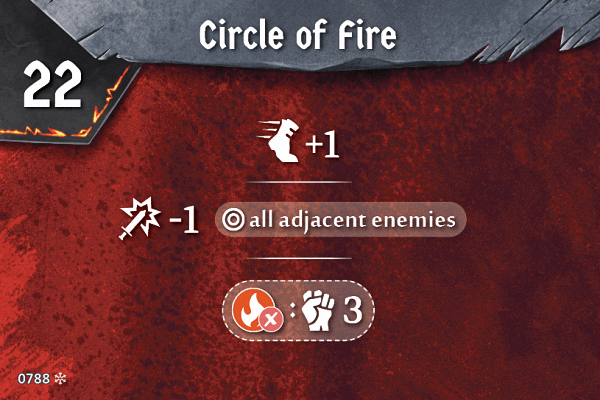 Circle of Fire
22
+1
-1 all adjacent enemies
: 3
0788